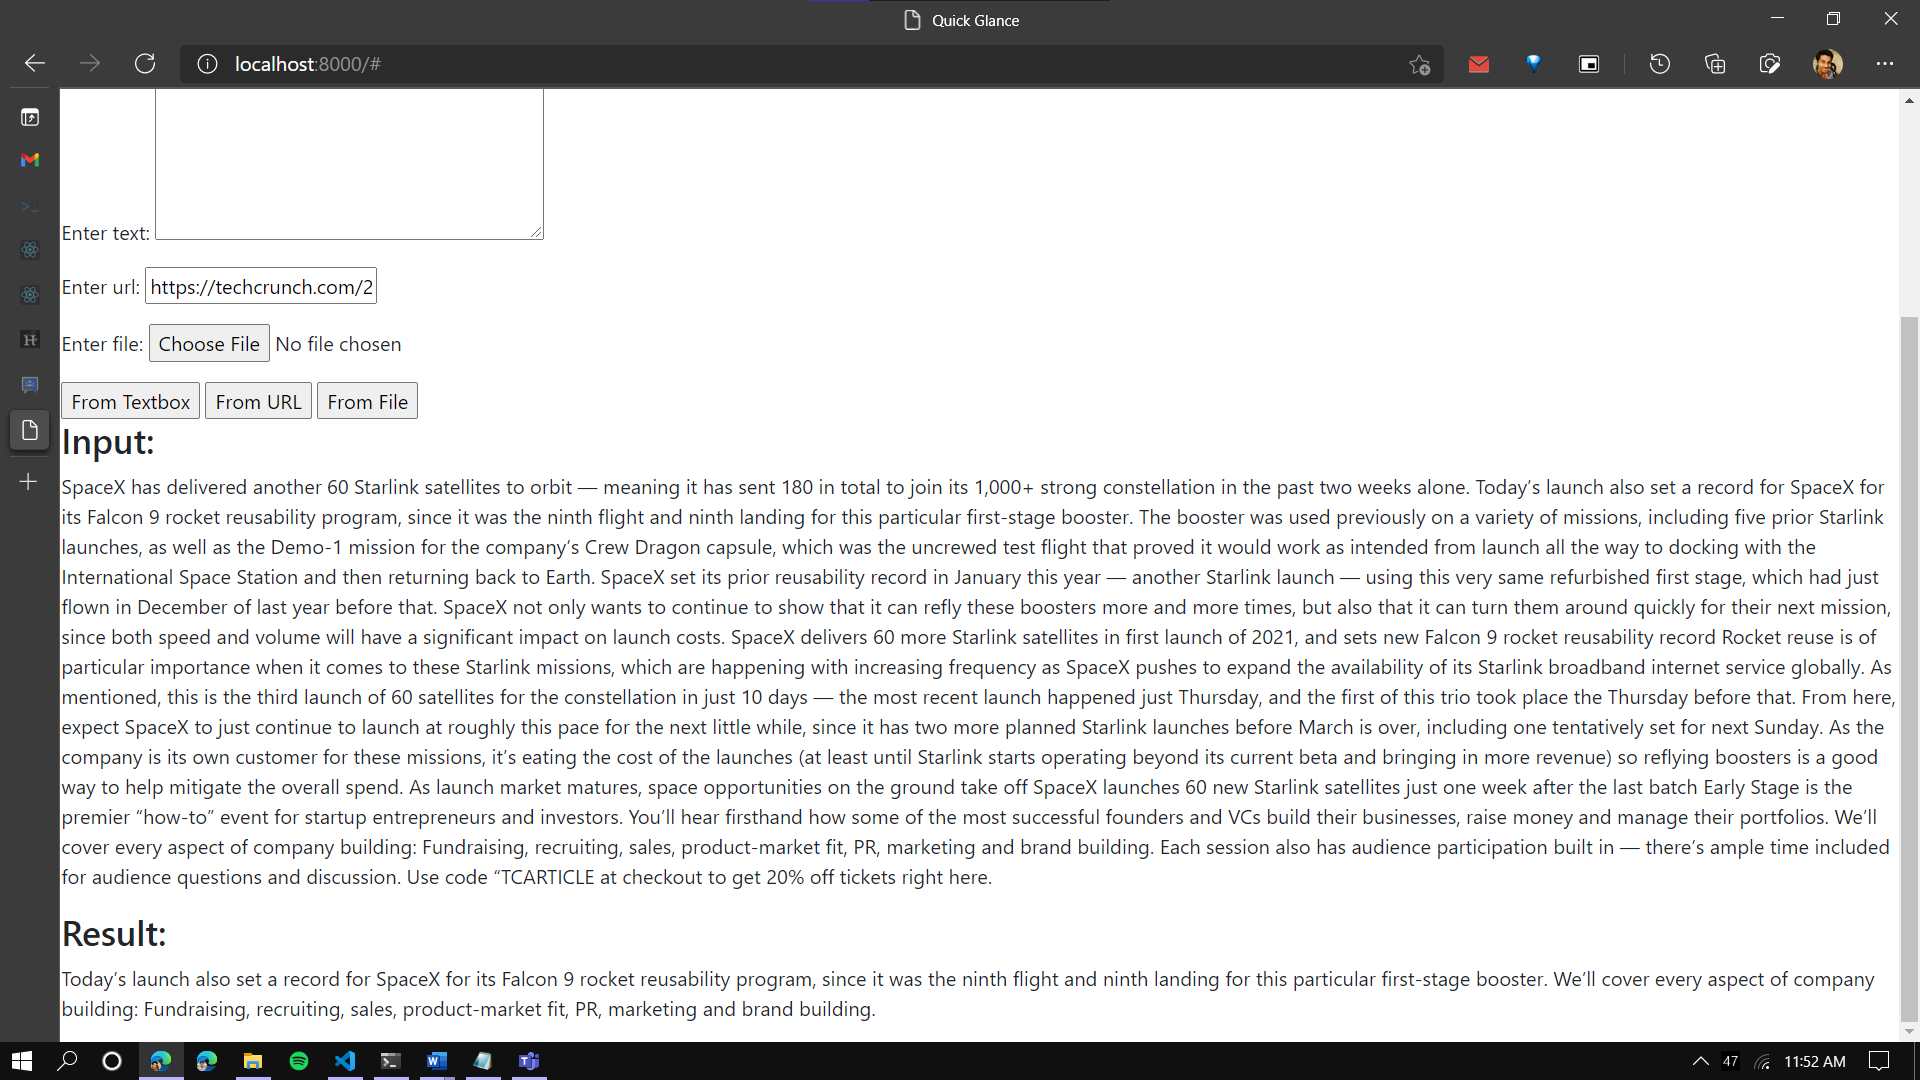 Quick Glance
localhost:8000/#
Enter text:
Enter url: https://techcrunch.com/2
Enter file: Choose File No file chosen
From Textbox From URL From File
Input:
SpaceX has delivered another 60 Starlink satellites to orbit — meaning it has sent 180 in total to join its 1,000+ strong constellation in the past two weeks alone. Today’s launch also set a record for SpaceX for
its Falcon 9 rocket reusability program, since it was the ninth flight and ninth landing for this particular first-stage booster. The booster was used previously on a variety of missions, including five prior Starlink
launches, as well as the Demo-1 mission for the company’s Crew Dragon capsule, which was the uncrewed test flight that proved it would work as intended from launch all the way to docking with the
International Space Station and then returning back to Earth. SpaceX set its prior reusability record in January this year — another Starlink launch — using this very same refurbished first stage, which had just
flown in December of last year before that. SpaceX not only wants to continue to show that it can refly these boosters more and more times, but also that it can turn them around quickly for their next mission,
since both speed and volume will have a significant impact on launch costs. SpaceX delivers 60 more Starlink satellites in first launch of 2021, and sets new Falcon 9 rocket reusability record Rocket reuse is of
particular importance when it comes to these Starlink missions, which are happening with increasing frequency as SpaceX pushes to expand the availability of its Starlink broadband internet service globally. As
mentioned, this is the third launch of 60 satellites for the constellation in just 10 days — the most recent launch happened just Thursday, and the first of this trio took place the Thursday before that. From here,
expect SpaceX to just continue to launch at roughly this pace for the next little while, since it has two more planned Starlink launches before March is over, including one tentatively set for next Sunday. As the
company is its own customer for these missions, it’s eating the cost of the launches (at least until Starlink starts operating beyond its current beta and bringing in more revenue) so reflying boosters is a good
way to help mitigate the overall spend. As launch market matures, space opportunities on the ground take off SpaceX launches 60 new Starlink satellites just one week after the last batch Early Stage is the
premier “how-to” event for startup entrepreneurs and investors. You’ll hear firsthand how some of the most successful founders and VCs build their businesses, raise money and manage their portfolios. We’ll
cover every aspect of company building: Fundraising, recruiting, sales, product-market fit, PR, marketing and brand building. Each session also has audience participation built in — there’s ample time included
for audience questions and discussion. Use code “TCARTICLE at checkout to get 20% off tickets right here.
Result:
Today’s launch also set a record for SpaceX for its Falcon 9 rocket reusability program, since it was the ninth flight and ninth landing for this particular first-stage booster. We’ll cover every aspect of company
building: Fundraising, recruiting, sales, product-market fit, PR, marketing and brand building.
47 11:52 AM